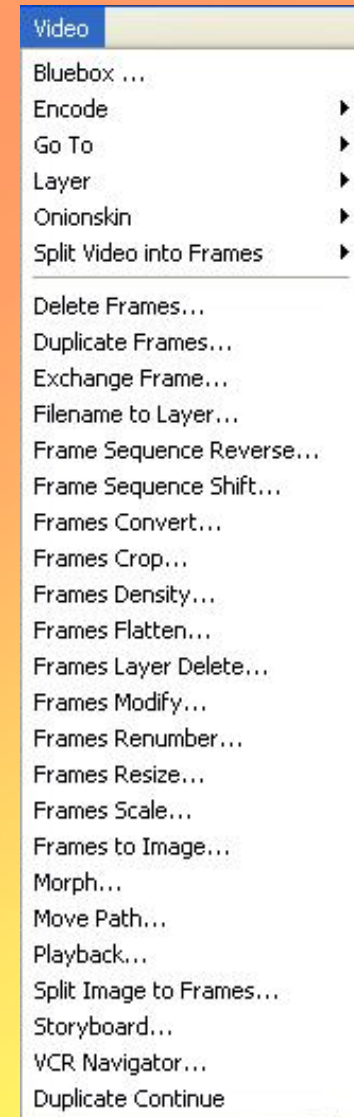 Video
Bluebox ...
Encode
Go To
Layer
Onionskin
Split Video into Frames
Delete Frames...
Duplicate Frames...
Exchange Frame...
Filename to Layer...
Frame Sequence Reverse...
Frame Sequence Shift...
Frames Convert...
Frames Crop...
Frames Density...
Frames Flatten...
Frames Layer Delete...
Frames Modify...
Frames Renumber...
Frames Resize...
Frames Scale...
Frames to Image...
Morph...
Move Path...
Playback...
Split Image to Frames...
Storyboard...
VCR Navigator...
Duplicate Continue